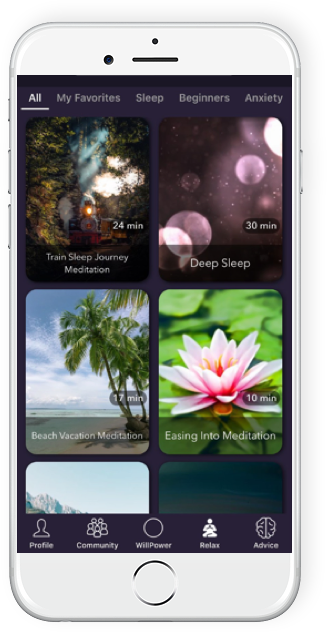 All My Favorites Sleep Beginners Anxiety
24 min
Train Sleep Journey
Meditation
30 min
Deep Sleep
17 min
Beach Vacation Meditation
10 min
Easing Into Meditation
Profile Community WillPower Relax Advice